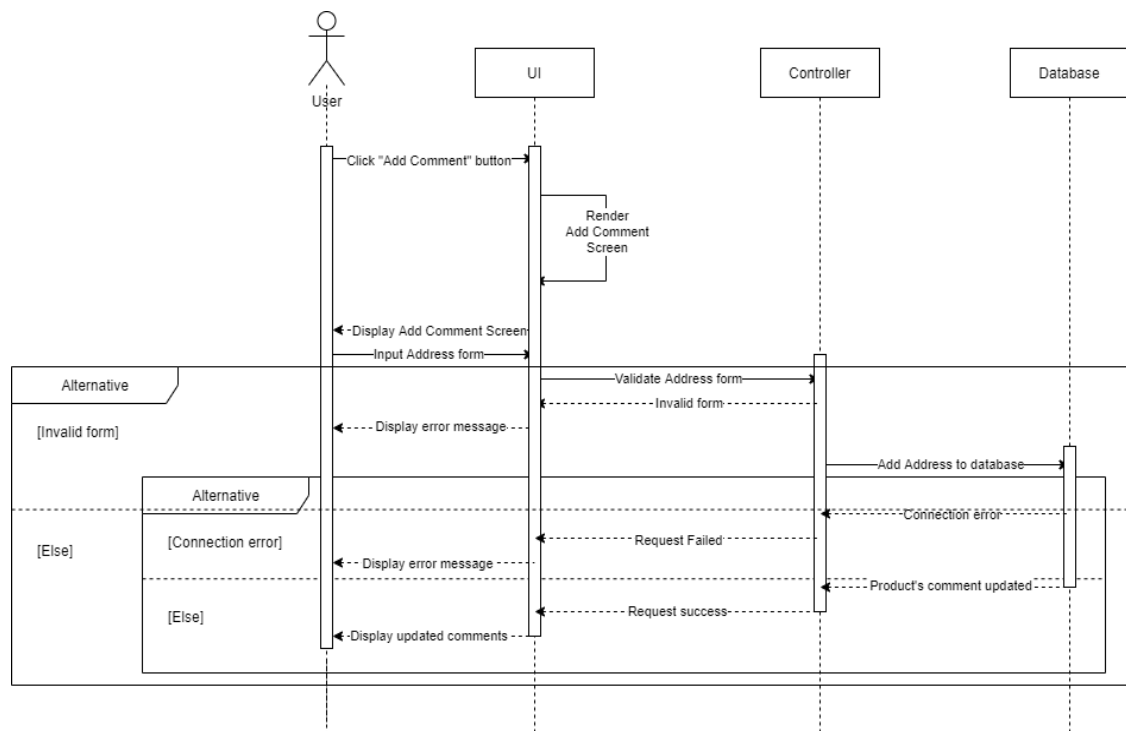 User
UI
Controller
Database
Click "Add Comment" button
Render
Add Comment
Screen
Display Add Comment Screen
Input Address form
Alternative
Validate Address form
Invalid form
[Invalid form]
Display error message
Add Address to database
Alternative
Connection error
[Else]
[Connection error]
Request Failed
Display error message
Product's comment updated
[Else]
Request success
Display updated comments